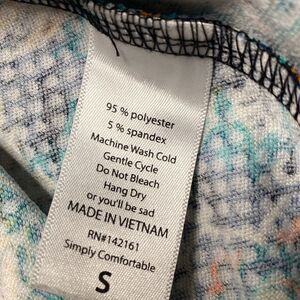 95 % polyester
5 % spandex
Machine Wash Cold
Gentle Cycle
Do Not Bleach
Hang Dry
or you'll be sad
MADE IN VIETNAM
RN#142161
Simply Comfortable
S